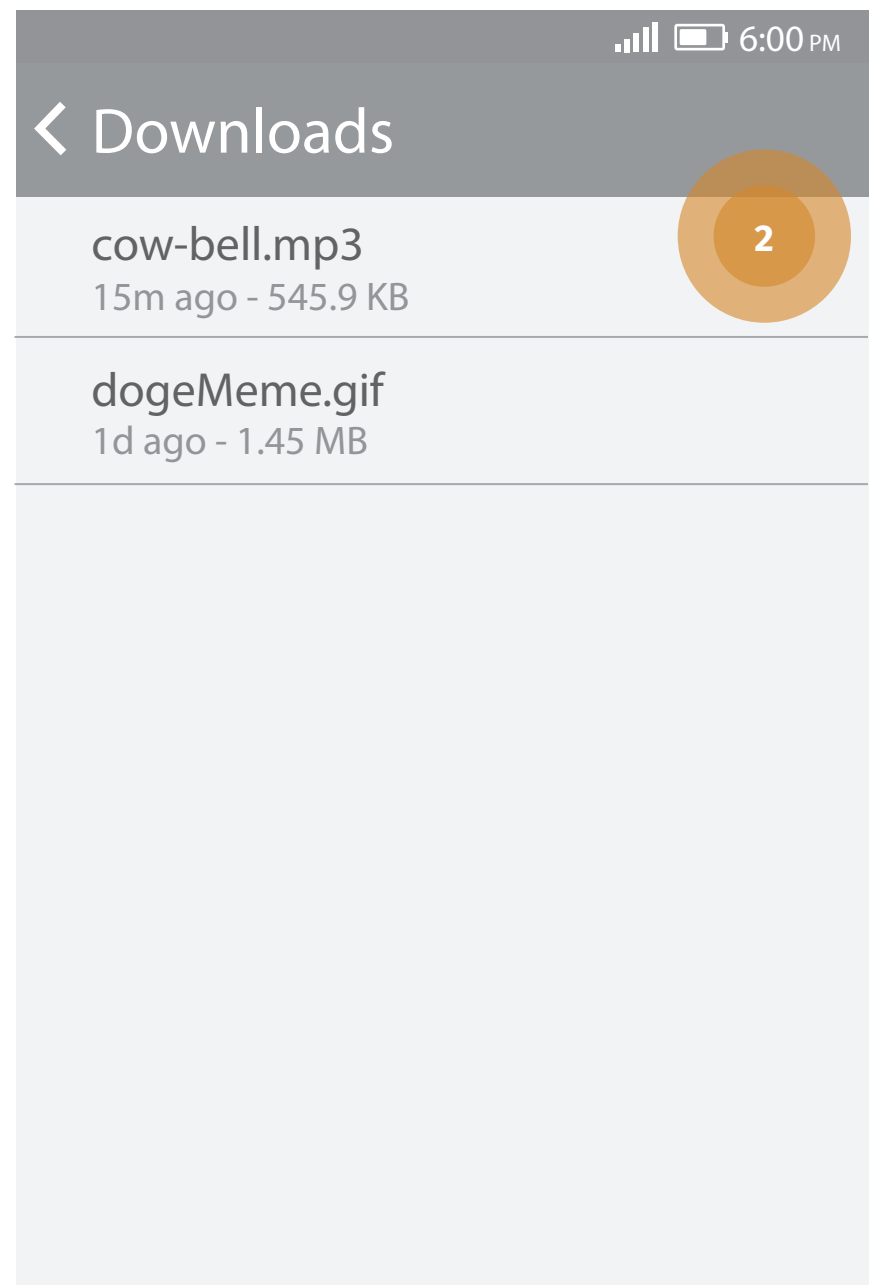 6:00 PM
Downloads
2
cow-bell.mp3
15m ago - 545.9 KB
dogeMeme.gif
1d ago - 1.45 MB